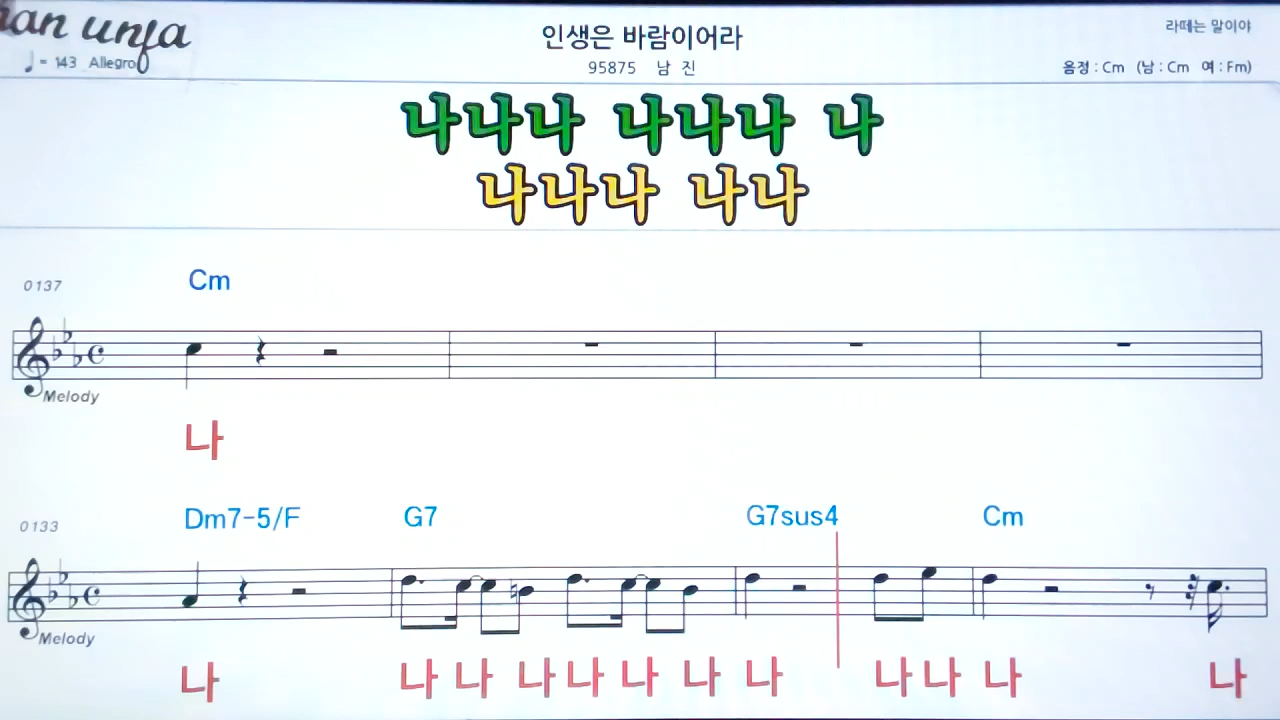 unja
인생은 바람이어라
라떼는 말이야
♩= 143 Allegro
95875 남 진
음정 : Cm (남 : Cm 여 : Fm)
나나나 나나나 나
나나나 나나
0137
Cm
Melody
나
0133
Dm7-5/F G7 G7sus4 Cm
Melody
나 나 나 나 나 나 나 나 나 나 나 나